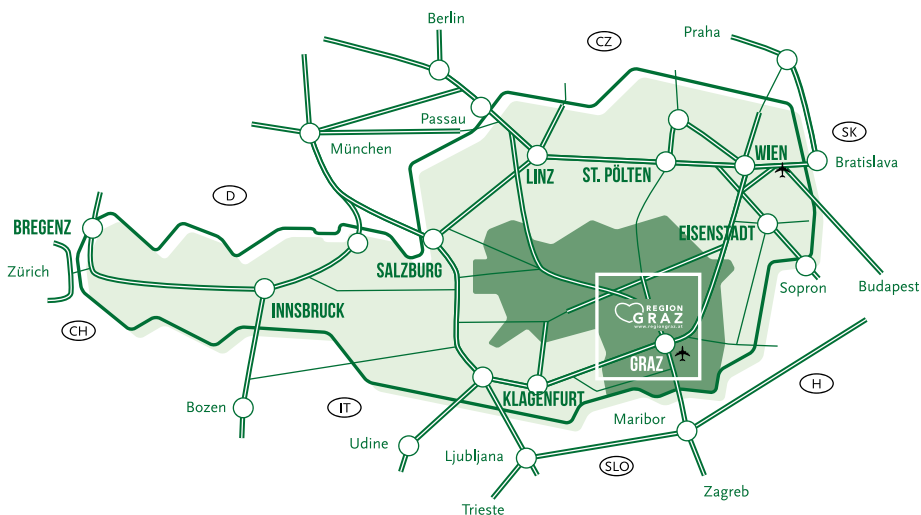 Berlin
CZ
Praha
Passau
München
LINZ
ST. PÖLTEN
WIEN
SK
Bratislava
D
BREGENZ
Zürich
SALZBURG
EISENSTADT
INNSBRUCK
Sopron
Budapest
REGION
GRAZ
www.regiongraz.at
CH
GRAZ
H
Bozen
IT
KLAGENFURT
Maribor
Udine
Ljubljana
SLO
Trieste
Zagreb